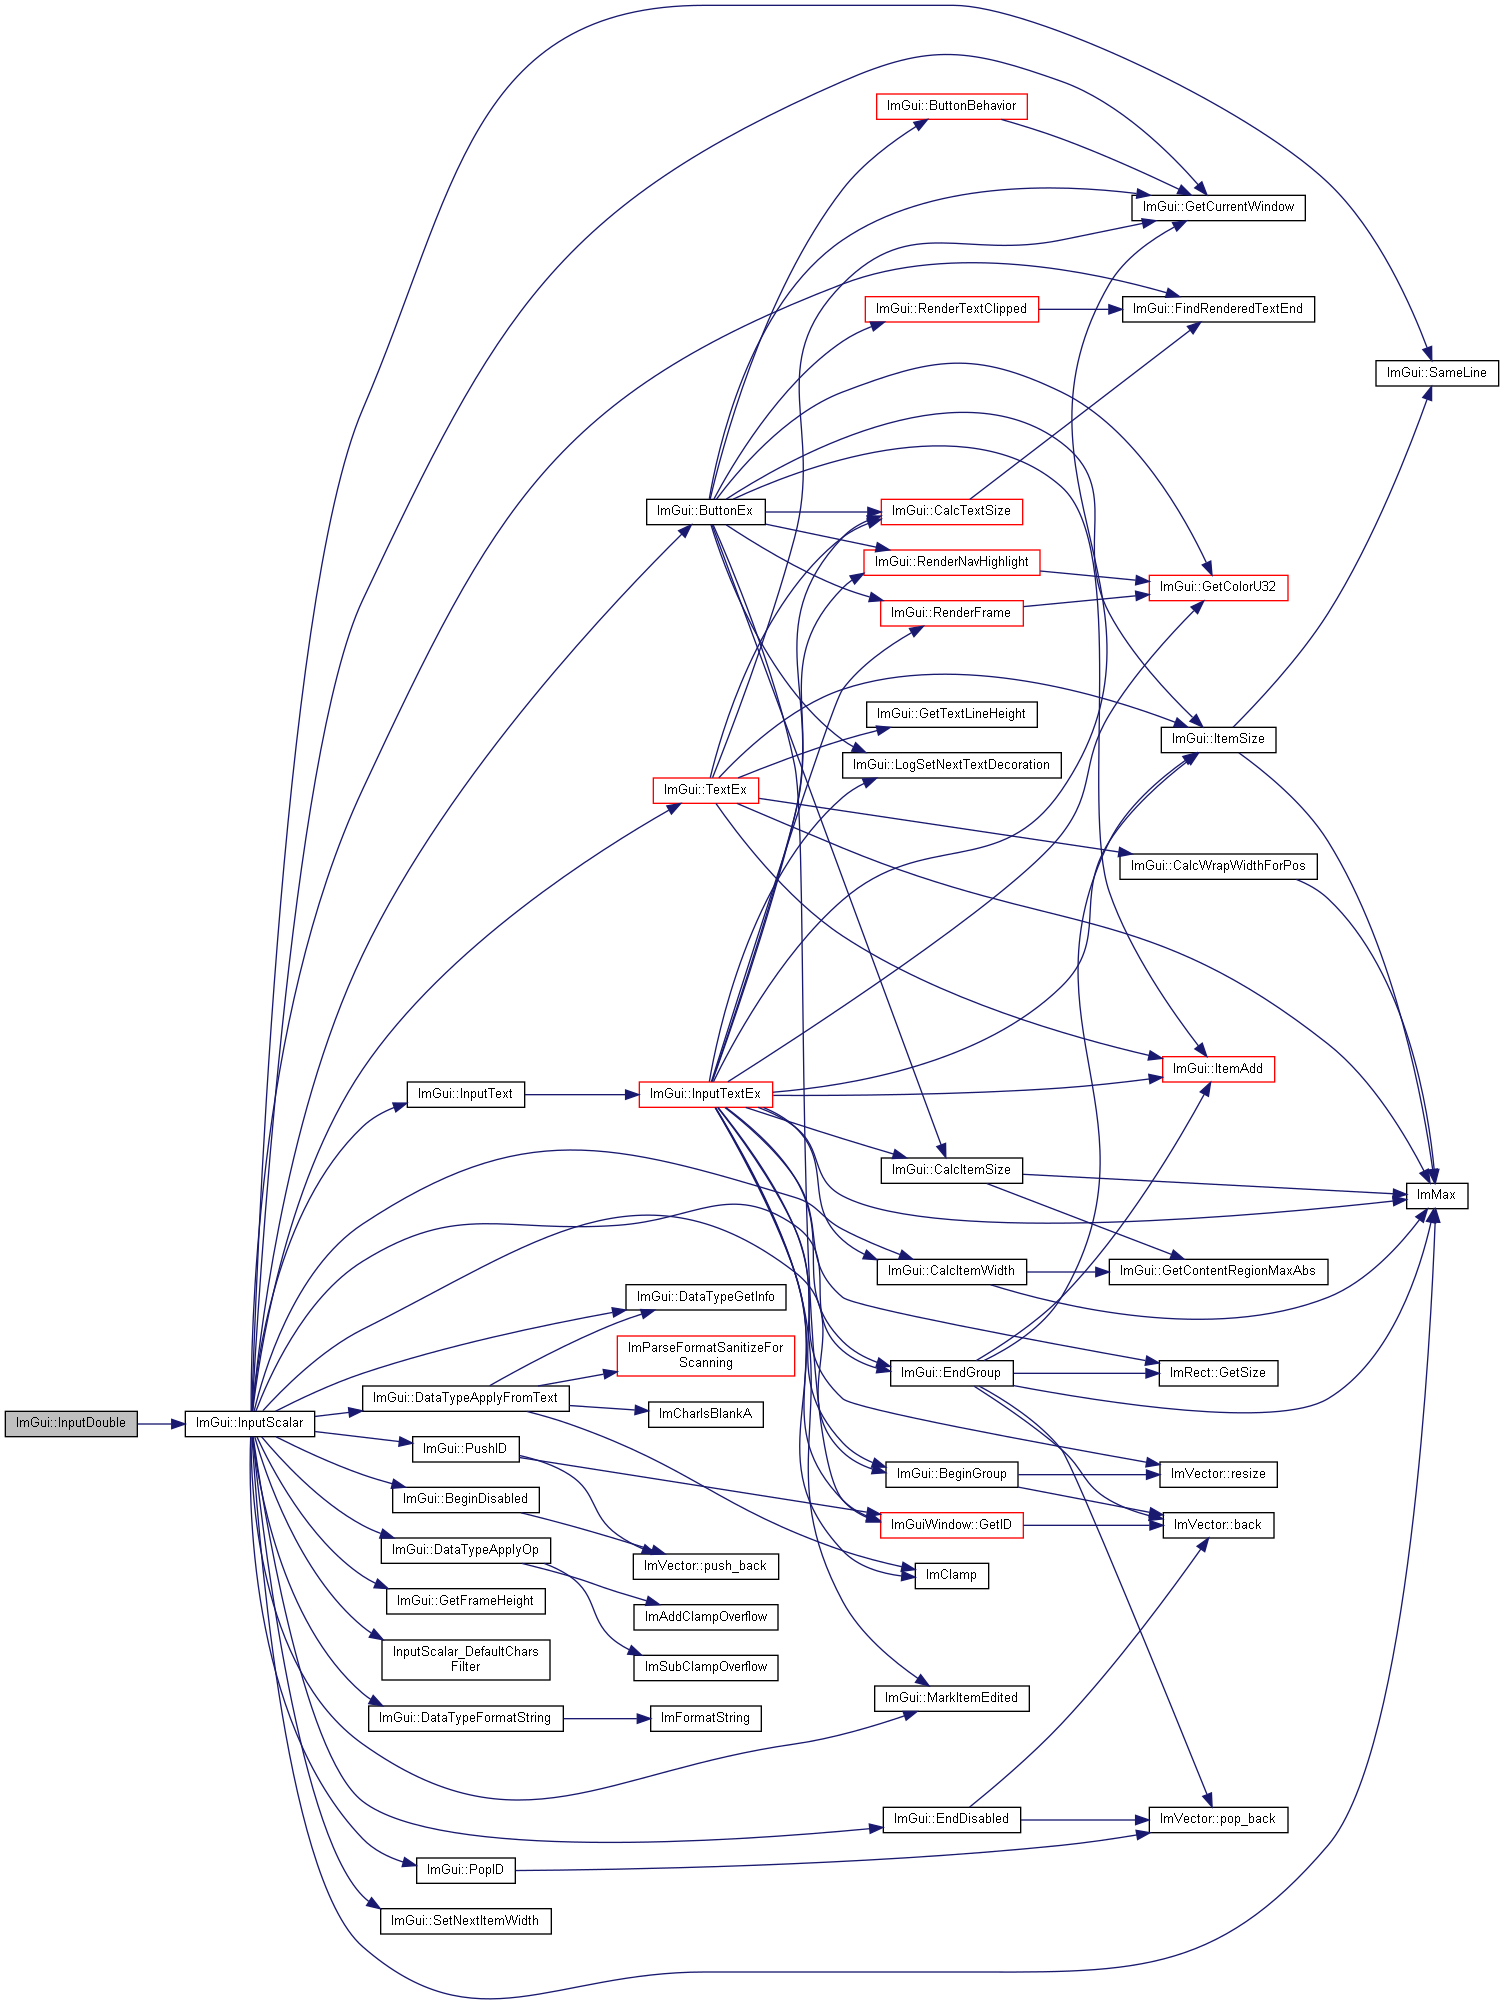 ImGui::ButtonBehavior
ImGui::GetCurrentWindow
ImGui::RenderTextClipped
ImGui::FindRenderedTextEnd
ImGui::SameLine
ImGui::ButtonEx
ImGui::CalcTextSize
ImGui::RenderNavHighlight
ImGui::GetColorU32
ImGui::RenderFrame
ImGui::GetTextLineHeight
ImGui::ItemSize
ImGui::LogSetNextTextDecoration
ImGui::TextEx
ImGui::CalcWrapWidthForPos
ImGui::ItemAdd
ImGui::InputText
ImGui::InputTextEx
ImGui::CalcItemSize
ImMax
ImGui::CalcItemWidth
ImGui::GetContentRegionMaxAbs
ImGui::DataTypeGetInfo
ImParseFormatSanitizeFor
Scanning
ImGui::EndGroup
ImRect::GetSize
ImGui::DataTypeApplyFromText
ImCharIsBlankA
ImGui::InputDouble
ImGui::InputScalar
ImGui::PushID
ImGui::BeginGroup
ImVector::resize
ImGui::BeginDisabled
ImGuiWindow::GetID
ImVector::back
ImGui::DataTypeApplyOp
ImVector::push_back
ImClamp
ImGui::GetFrameHeight
ImAddClampOverflow
InputScalar_DefaultChars
Filter
ImSubClampOverflow
ImGui::MarkItemEdited
ImGui::DataTypeFormatString
ImFormatString
ImGui::EndDisabled
ImVector::pop_back
ImGui::PopID
ImGui::SetNextItemWidth